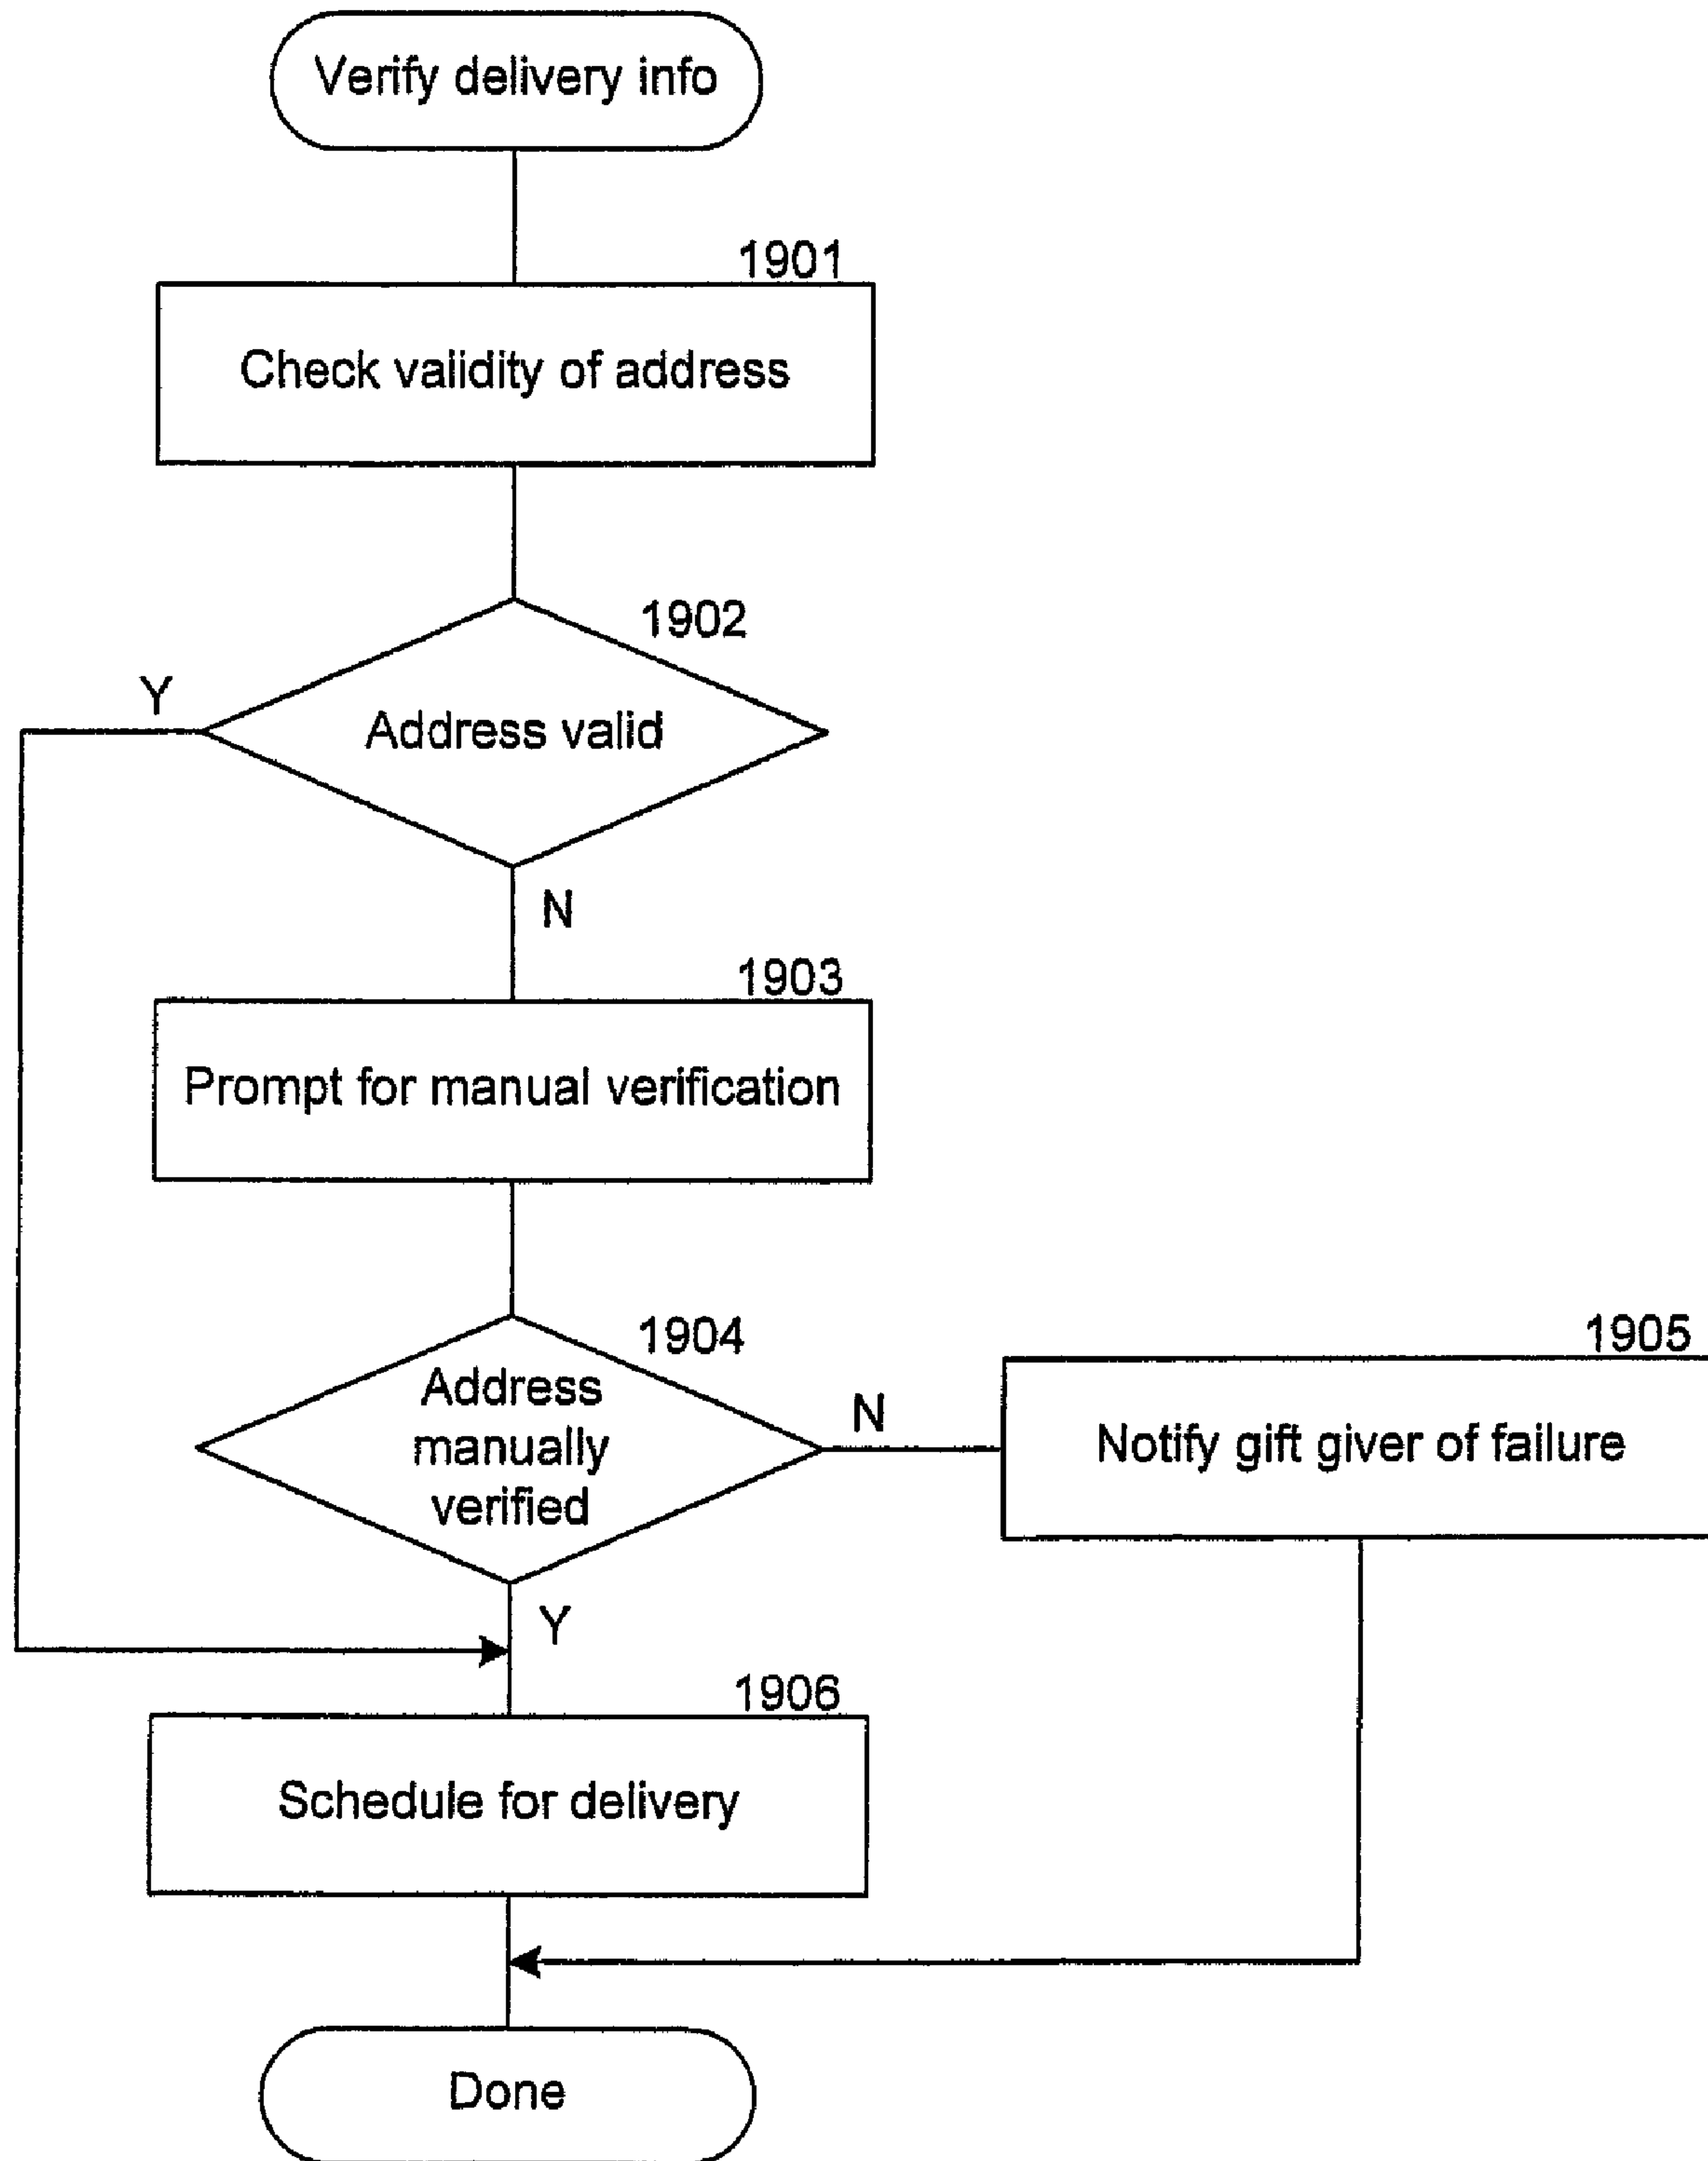 Verify delivery info
1901
Check validity of address
1902
Y
Address valid
N
1903
Prompt for manual verification
1904
Address
manually
verified
N
1905
Notify gift giver of failure
Y
1906
Schedule for delivery
Done